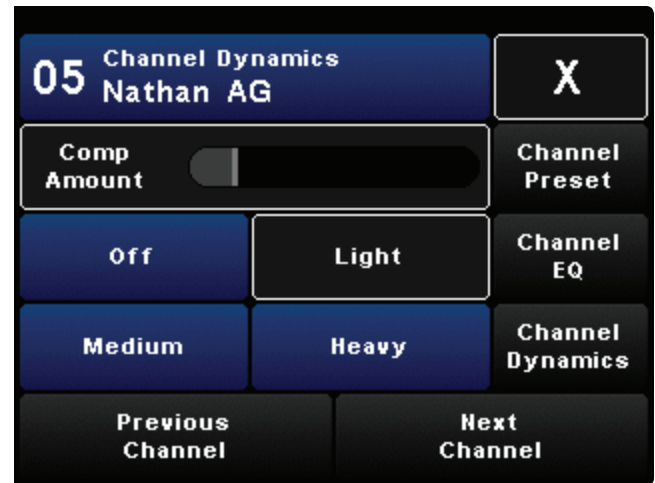 05 Channel Dynamics
Nathan AG
X
Comp
Amount
Channel
Preset
Off
Light
Channel
EQ
Medium
Heavy
Channel
Dynamics
Previous
Channel
Next
Channel